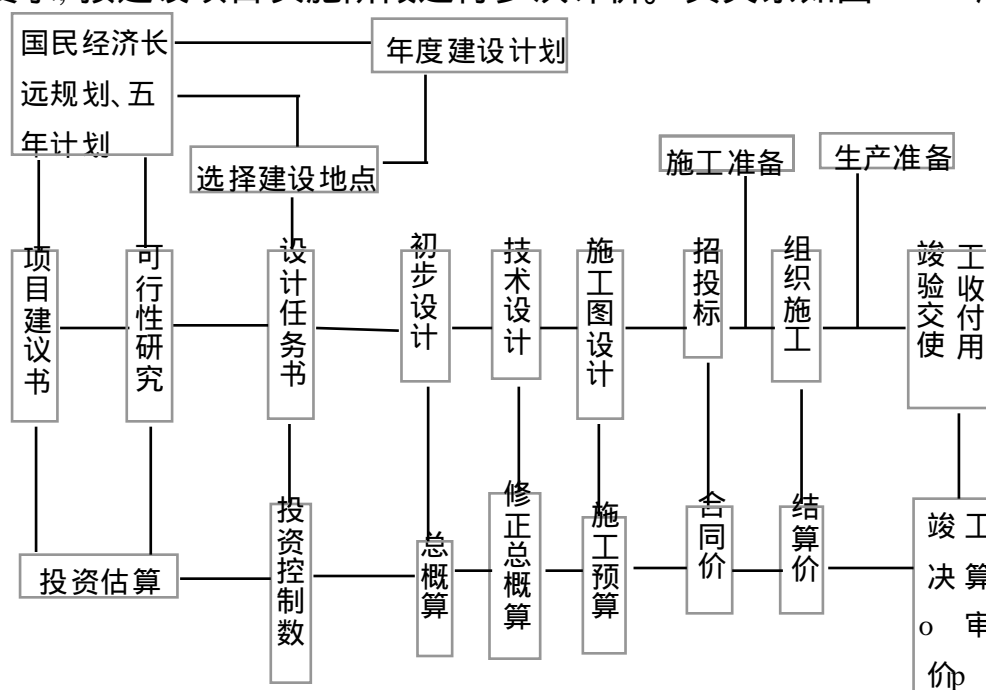 国民经济长
远规划、五
年计划
年度建设计划
选择建设地点
施工准备
生产准备
项目建议书
可行性研究
设计任务书
初步设计
技术设计
施工图设计
招投标
组织施工
竣工
验收
交付
使用
投资估算
投资控制数
总概算
修正总概算
施工预算
合同价
结算价
竣工
决算
o 审
价p